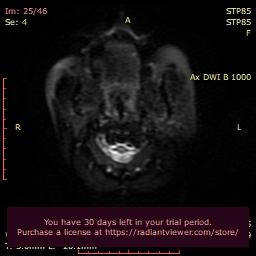 Im: 25/46
Se: 4
A
STP85
STP85
F
Ax DWI B 1000
R
L
You have 30 days left in your trial period.
Purchase a license at https://radiantviewer.com/store/